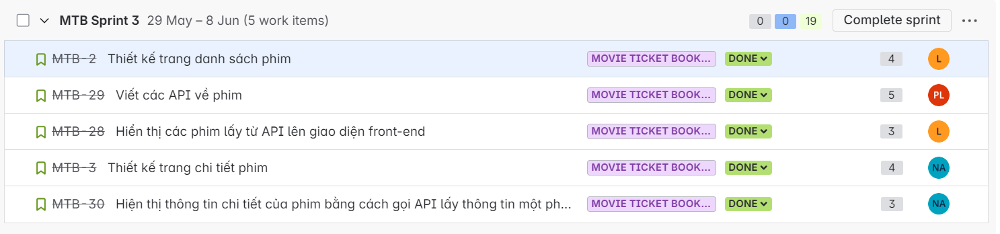 MTB Sprint 3 29 May – 8 Jun (5 work items) 0 0 19 Complete sprint
MTB-2 Thiết kế trang danh sách phim MOVIE TICKET BOOK... DONE 4 L
MTB-29 Viết các API về phim MOVIE TICKET BOOK... DONE 5 PL
MTB-28 Hiển thị các phim lấy từ API lên giao diện front-end MOVIE TICKET BOOK... DONE 3 L
MTB-3 Thiết kế trang chi tiết phim MOVIE TICKET BOOK... DONE 4 NA
MTB-30 Hiện thị thông tin chi tiết của phim bằng cách gọi API lấy thông tin một ph... MOVIE TICKET BOOK... DONE 3 NA